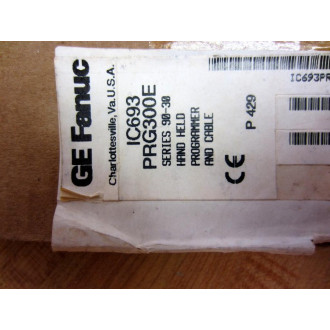 GE Fanuc
Charlottesville, Va. U.S.A.
IC693
PRG300E
SERIES 90-30
HAND HELD
PROGRAMMER
AND CABLE
CE
P 429
IC693PR